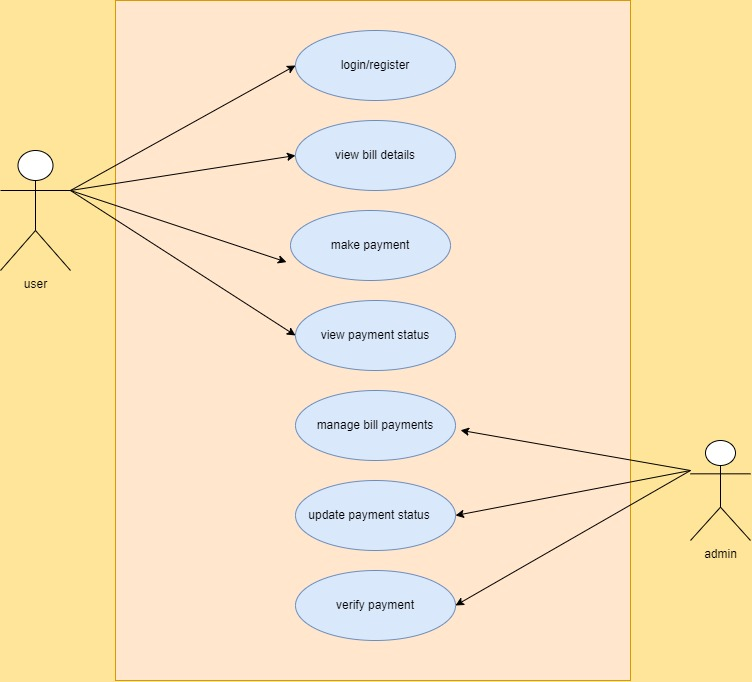 login/register
view bill details
make payment
user
view payment status
manage bill payments
update payment status
admin
verify payment